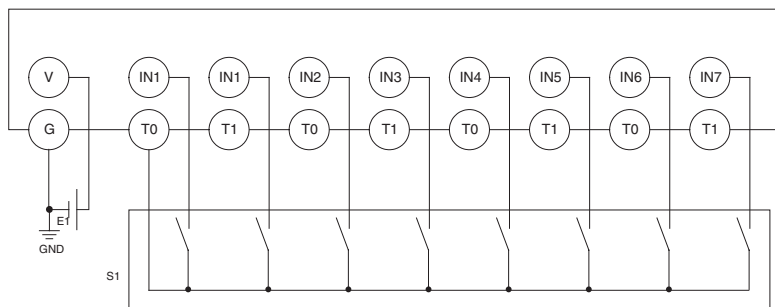 V IN1 IN1 IN2 IN3 IN4 IN5 IN6 IN7
G T0 T1 T0 T1 T0 T1 T0 T1
E1
GND
S1